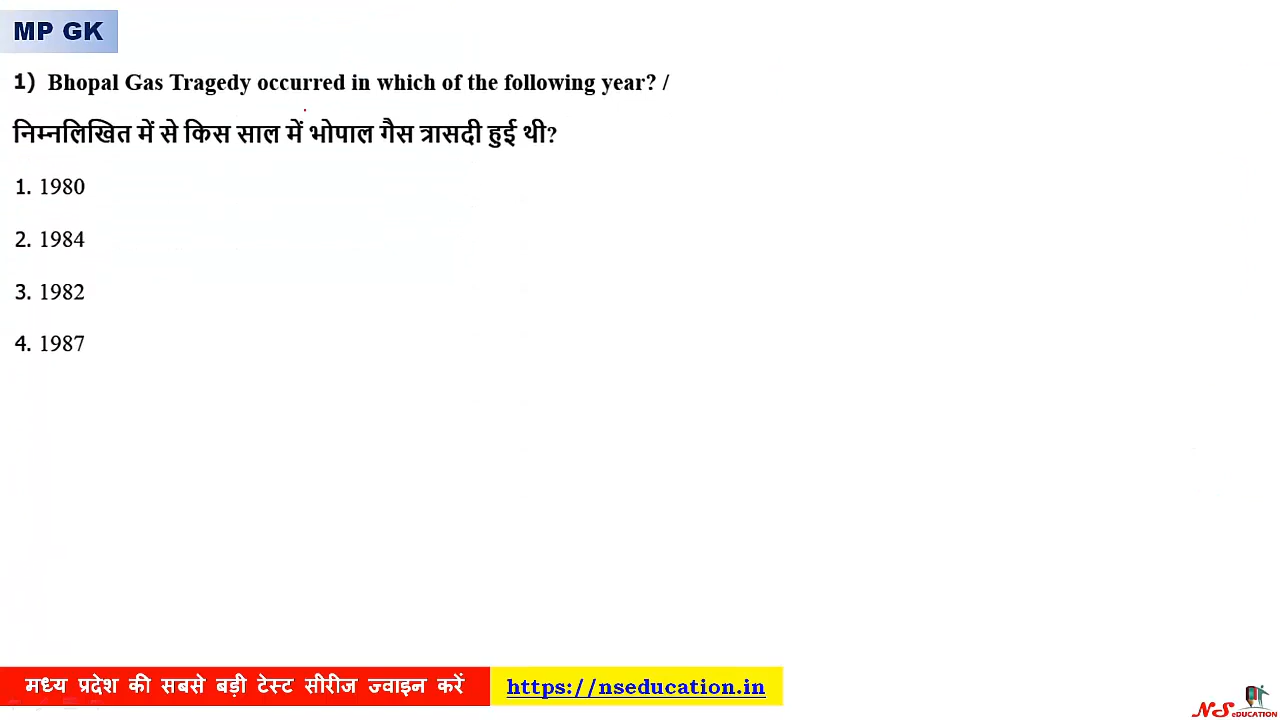 MP GK
1) Bhopal Gas Tragedy occurred in which of the following year? /
निम्नलिखित में से किस साल में भोपाल गैस त्रासदी हुई थी?
1. 1980
2. 1984
3. 1982
4. 1987
मध्य प्रदेश की सबसे बड़ी टेस्ट सीरीज ज्वाइन करें https://nseducation.in
NS eDUCATION